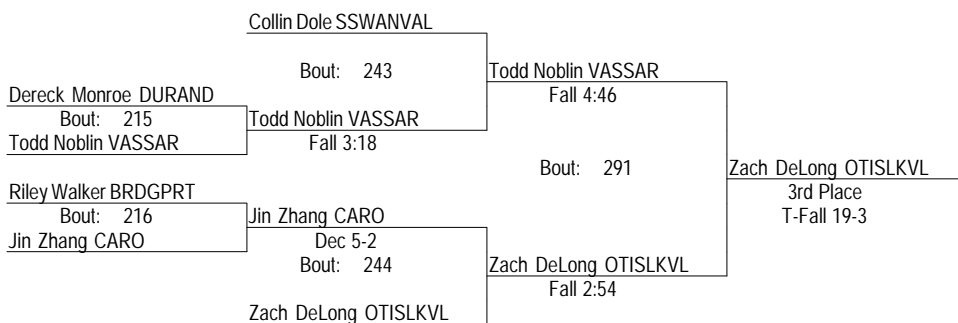 Collin Dole SSWANVAL
Bout: 243
Todd Noblin VASSAR
Fall 4:46
Dereck Monroe DURAND
Bout: 215
Todd Noblin VASSAR
Todd Noblin VASSAR
Fall 3:18
Bout: 291
Zach DeLong OTISLKVL
3rd Place
T-Fall 19-3
Riley Walker BRDGPRT
Bout: 216
Jin Zhang CARO
Jin Zhang CARO
Dec 5-2
Bout: 244
Zach DeLong OTISLKVL
Fall 2:54
Zach DeLong OTISLKVL